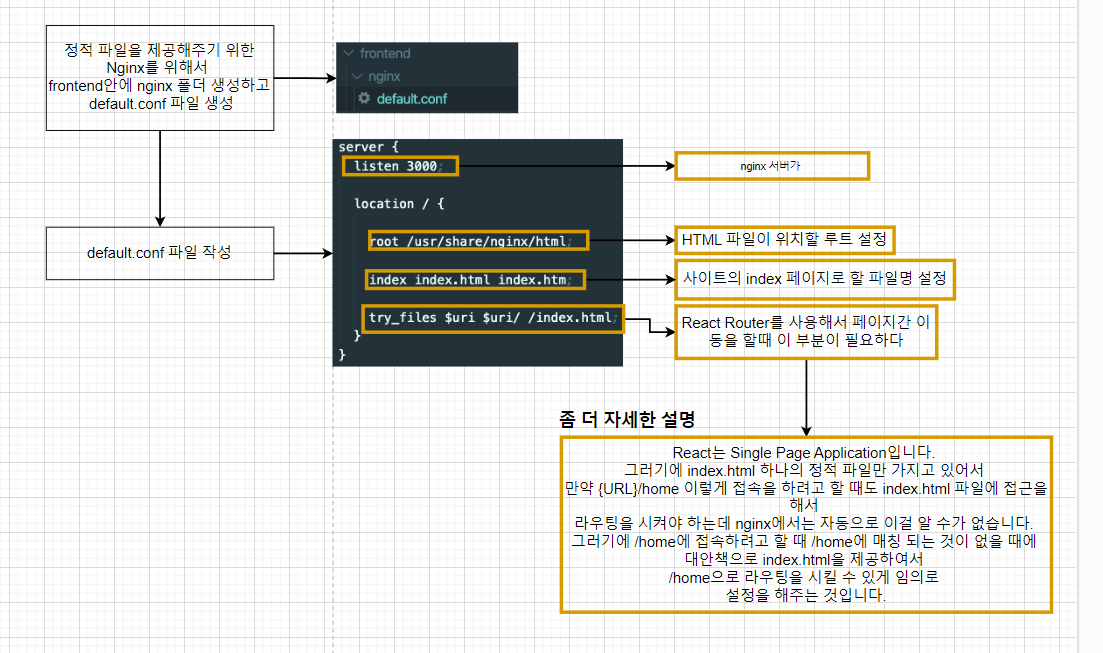 정적 파일을 제공해주기 위한
Nginx를 위해서
frontend안에 nginx 폴더 생성하고
default.conf 파일 생성
frontend
nginx
default.conf
default.conf 파일 작성
server {
listen 3000;
location / {
root /usr/share/nginx/html;
index index.html index.htm;
try_files $uri $uri/ /index.html;
}
}
nginx 서버가
HTML 파일이 위치할 루트 설정
사이트의 index 페이지로 할 파일명 설정
React Router를 사용해서 페이지간 이
동을 할때 이 부분이 필요하다
좀 더 자세한 설명
React는 Single Page Application입니다.
그러기에 index.html 하나의 정적 파일만 가지고 있어서
만약 {URL}/home 이렇게 접속을 하려고 할 때도 index.html 파일에 접근을
해서
라우팅을 시켜야 하는데 nginx에서는 자동으로 이걸 알 수가 없습니다.
그러기에 /home에 접속하려고 할 때 /home에 매칭 되는 것이 없을 때에
대안책으로 index.html을 제공하여서
/home으로 라우팅을 시킬 수 있게 임의로
설정을 해주는 것입니다.